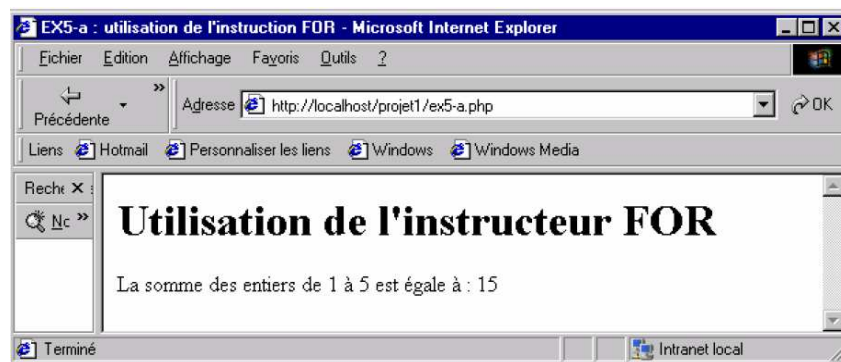 EX5-a : utilisation de l'instruction FOR - Microsoft Internet Explorer
Fichier Edition Affichage Favoris Outils ?
Précédente » Adresse http://localhost/projet1/ex5-a.php OK
Liens Hotmail Personnaliser les liens Windows Windows Media
Reche
Nc »
Utilisation de l'instructeur FOR
La somme des entiers de 1 à 5 est égale à : 15
Terminé Intranet local